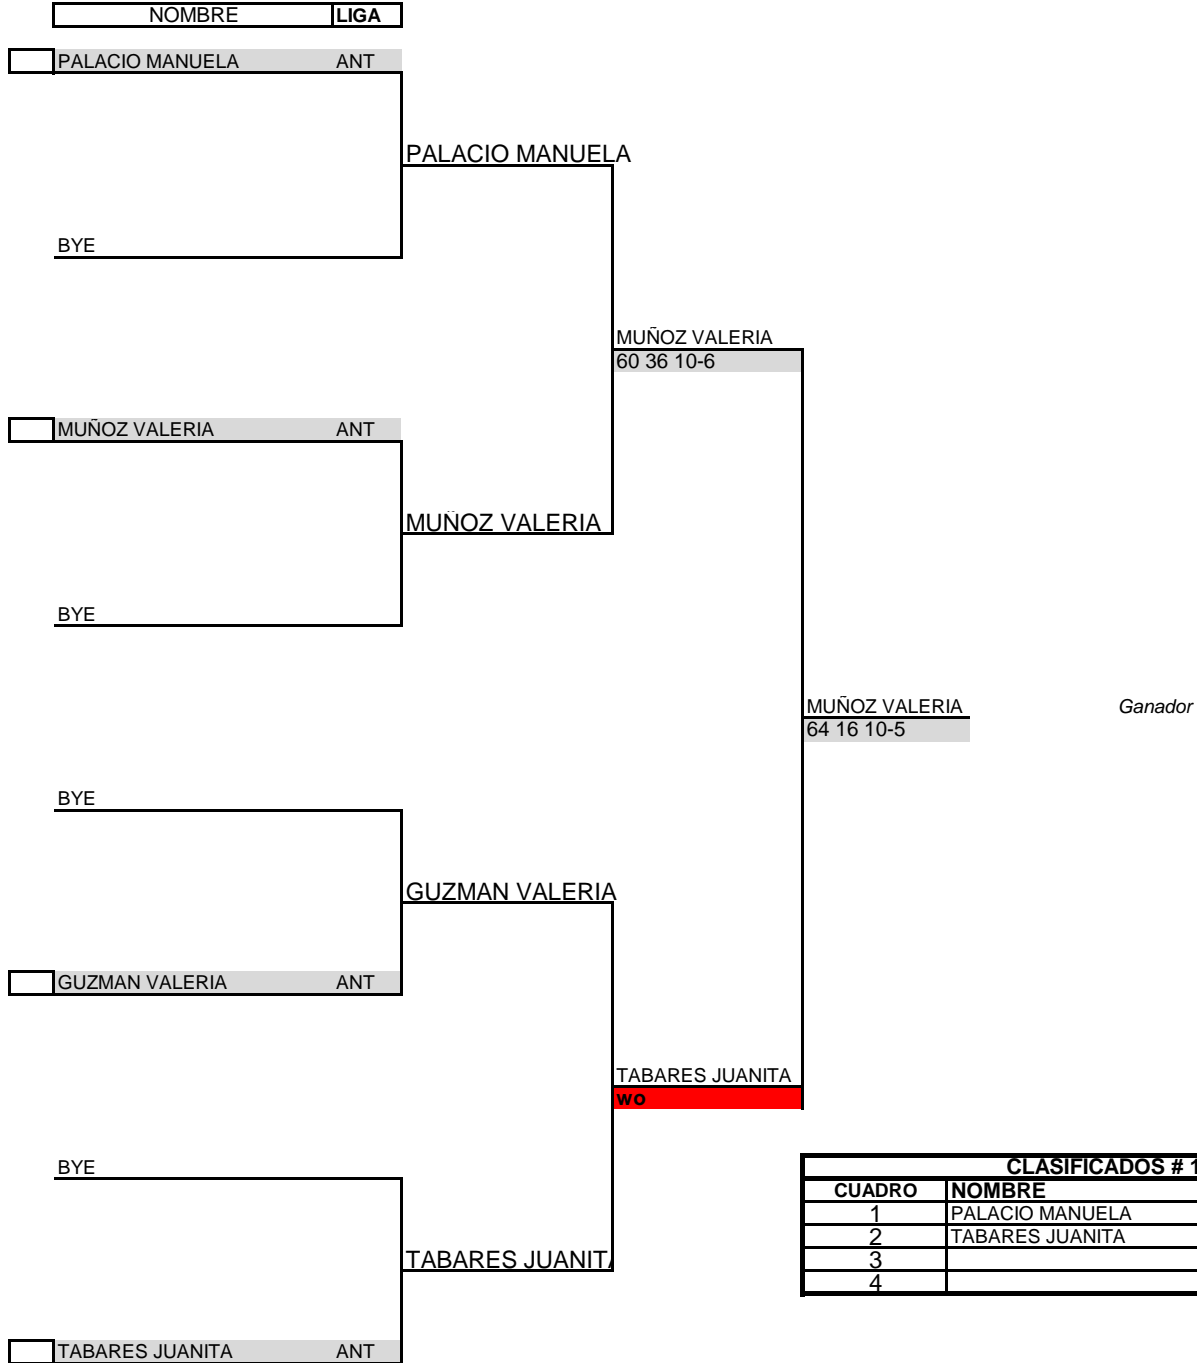 NOMBRE LIGA
PALACIO MANUELA ANT
PALACIO MANUELA
BYE
MUÑOZ VALERIA
60 36 10-6
MUÑOZ VALERIA ANT
MUÑOZ VALERIA
BYE
MUÑOZ VALERIA Ganador
64 16 10-5
BYE
GUZMAN VALERIA
GUZMAN VALERIA ANT
TABARES JUANITA
wo
BYE
CLASIFICADOS # 1
CUADRO NOMBRE
1 PALACIO MANUELA
2 TABARES JUANITA
TABARES JUANITA
3
4
TABARES JUANITA ANT